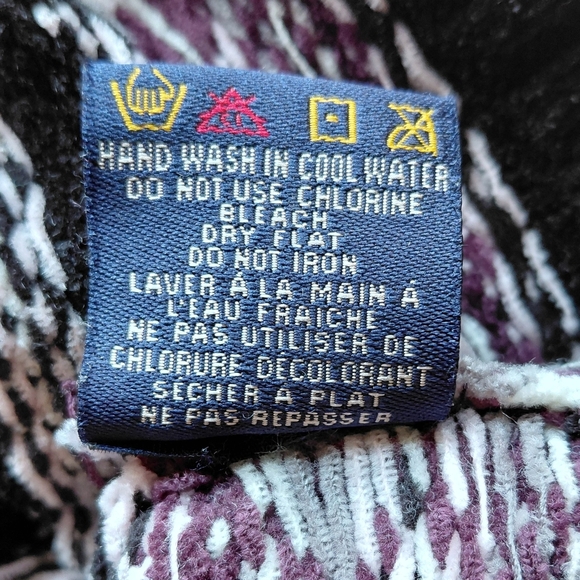 HAND WASH IN COOL WATER
DO NOT USE CHLORINE
BLEACH
DRY FLAT
DO NOT IRON
LAVER Á LA MAIN Á
L'EAU FRAICHE
NE PAS UTILISER DE
CHLORURE DECOLORANT
SECHER Á PLAT
NE PAS REPASSER